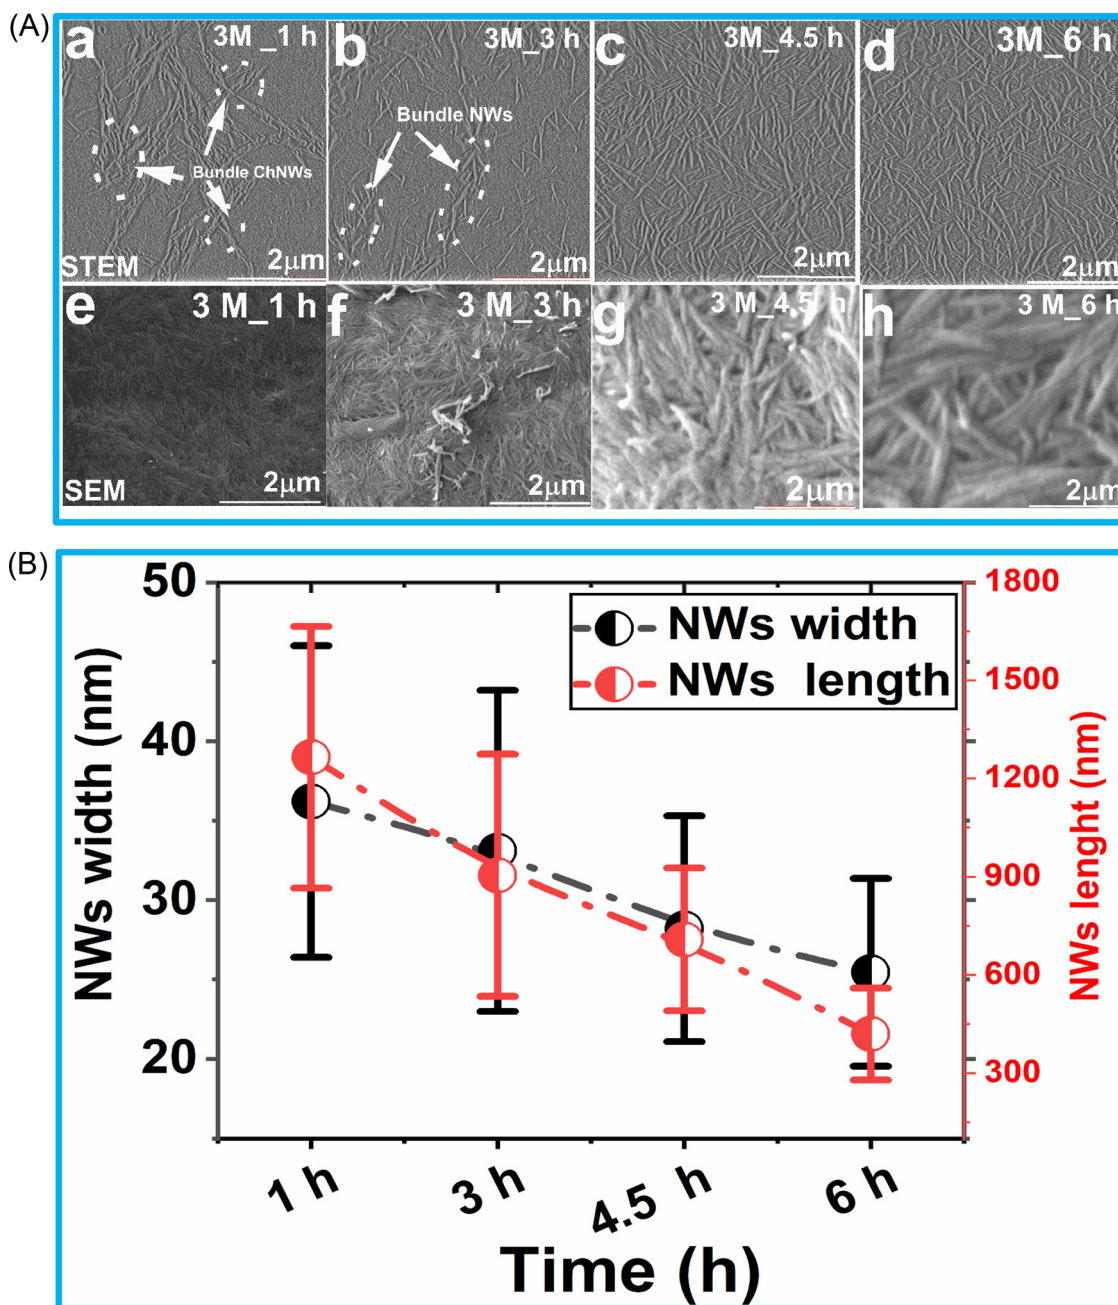 (A)
a 3M_1 h
b 3M_3 h
c 3M_4.5 h
d 3M_6 h
Bundle ChNWs
Bundle NWs
STEM
2μm
2μm
2μm
2μm
e 3 M_1 h
f 3 M_3 h
g 3 M_4.5h
h 3 M_6 h
SEM
2μm
2μm
2μm
2μm
(B)
NWs width (nm)
50
40
30
20
NWs width
NWs length
1800
1500
1200
900
600
300
NWs lenght (nm)
1 h
3 h
4.5 h
6 h
Time (h)